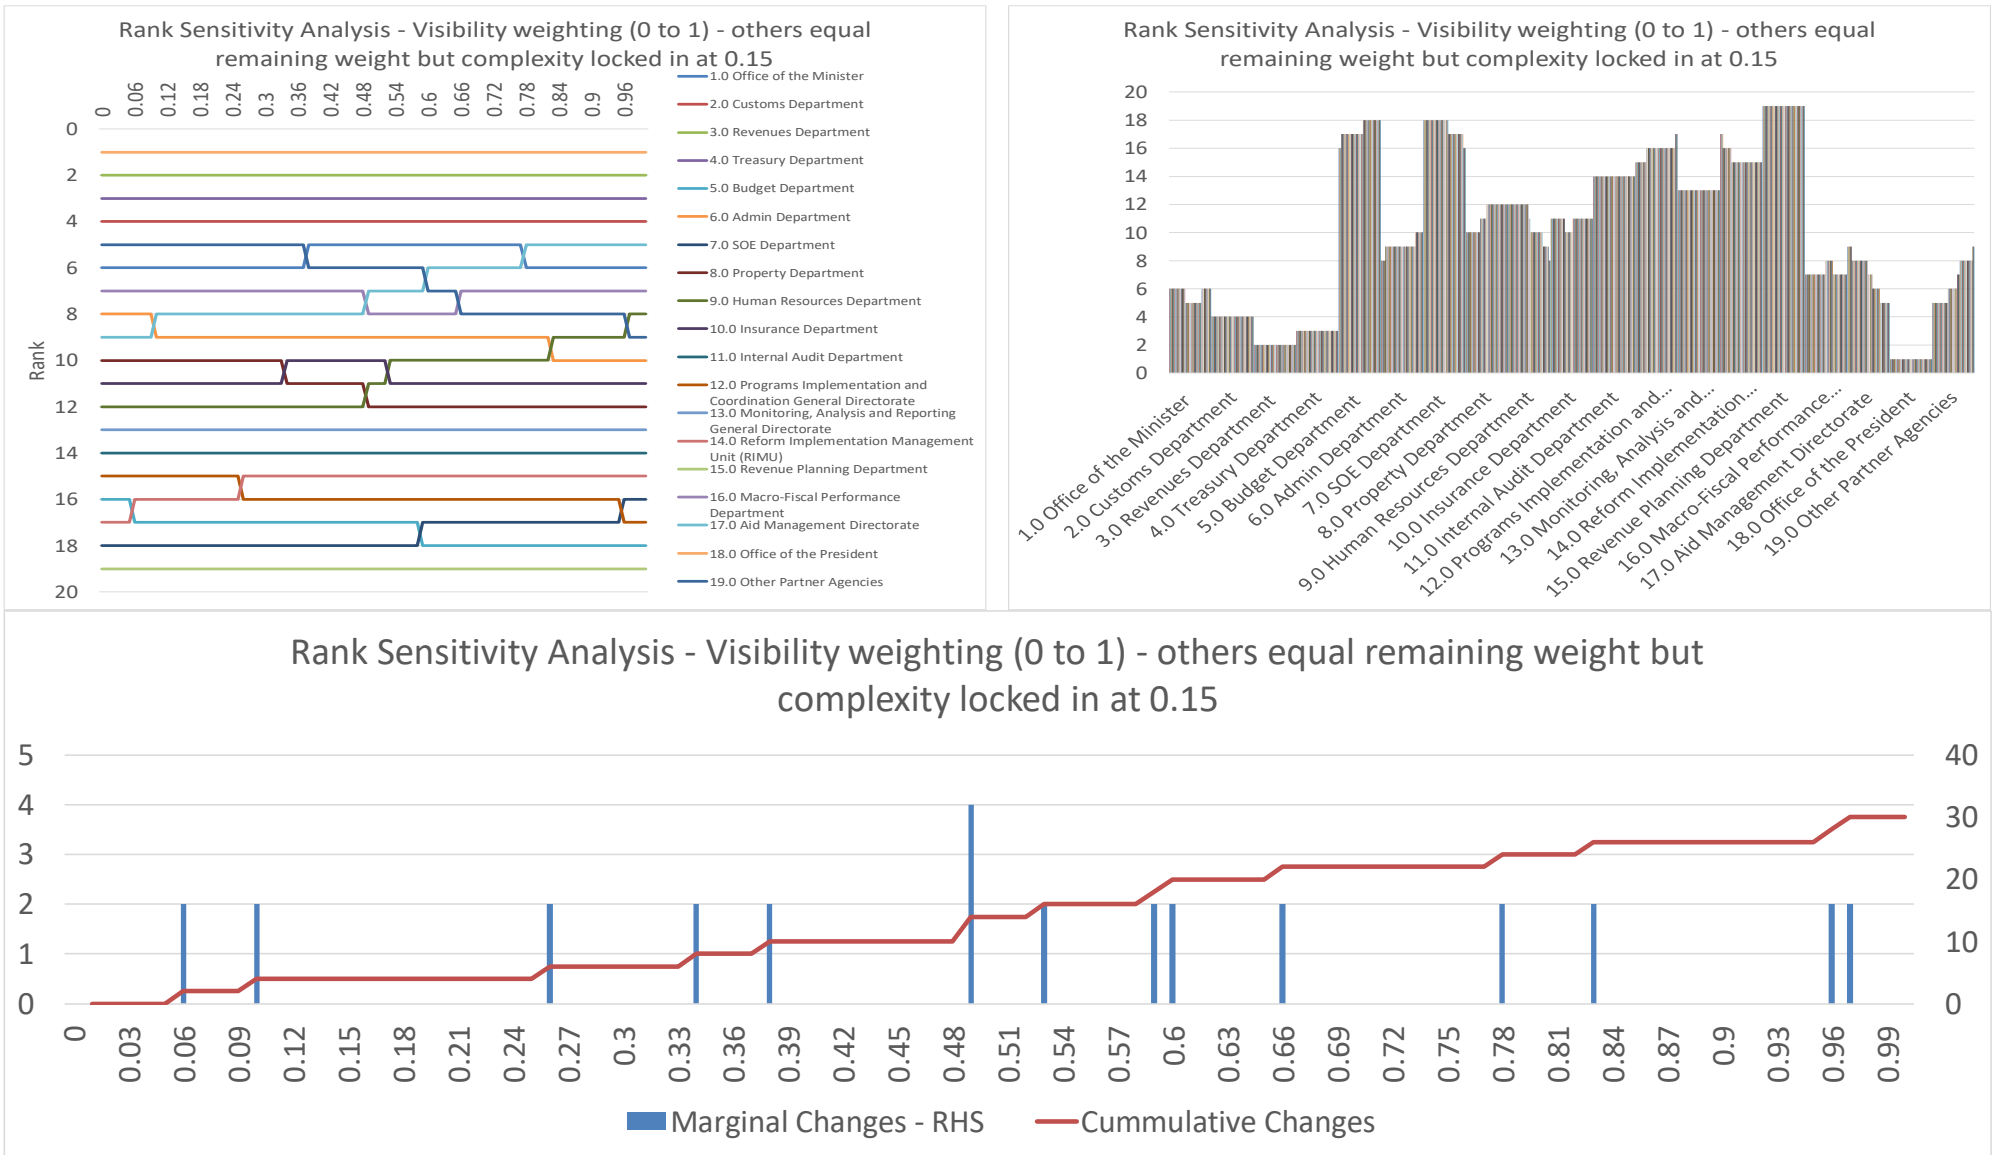 Rank Sensitivity Analysis - Visibility weighting (0 to 1) - others equal
remaining weight but complexity locked in at 0.15
0 0.06 0.12 0.18 0.24 0.3 0.36 0.42 0.48 0.54 0.6 0.66 0.72 0.78 0.84 0.9 0.96
0
2
4
6
8
10
12
14
16
18
20
Rank
1.0 Office of the Minister
2.0 Customs Department
3.0 Revenues Department
4.0 Treasury Department
5.0 Budget Department
6.0 Admin Department
7.0 SOE Department
8.0 Property Department
9.0 Human Resources Department
10.0 Insurance Department
11.0 Internal Audit Department
12.0 Programs Implementation and
Coordination General Directorate
13.0 Monitoring, Analysis and Reporting
General Directorate
14.0 Reform Implementation Management
Unit (RIMU)
15.0 Revenue Planning Department
16.0 Macro-Fiscal Performance
Department
17.0 Aid Management Directorate
18.0 Office of the President
19.0 Other Partner Agencies
Rank Sensitivity Analysis - Visibility weighting (0 to 1) - others equal
remaining weight but complexity locked in at 0.15
20
18
16
14
12
10
8
6
4
2
0
1.0 Office of the Minister
2.0 Customs Department
3.0 Revenues Department
4.0 Treasury Department
5.0 Budget Department
6.0 Admin Department
7.0 SOE Department
8.0 Property Department
9.0 Human Resources Department
10.0 Insurance Department
11.0 Internal Audit Department
12.0 Programs Implementation and...
13.0 Monitoring, Analysis and...
14.0 Reform Implementation...
15.0 Revenue Planning Department
16.0 Macro-Fiscal Performance...
17.0 Aid Management Directorate
18.0 Office of the President
19.0 Other Partner Agencies
Rank Sensitivity Analysis - Visibility weighting (0 to 1) - others equal remaining weight but
complexity locked in at 0.15
5
4
3
2
1
0
40
30
20
10
0
0 0.03 0.06 0.09 0.12 0.15 0.18 0.21 0.24 0.27 0.3 0.33 0.36 0.39 0.42 0.45 0.48 0.51 0.54 0.57 0.6 0.63 0.66 0.69 0.72 0.75 0.78 0.81 0.84 0.87 0.9 0.93 0.96 0.99
Marginal Changes - RHS
Cummulative Changes